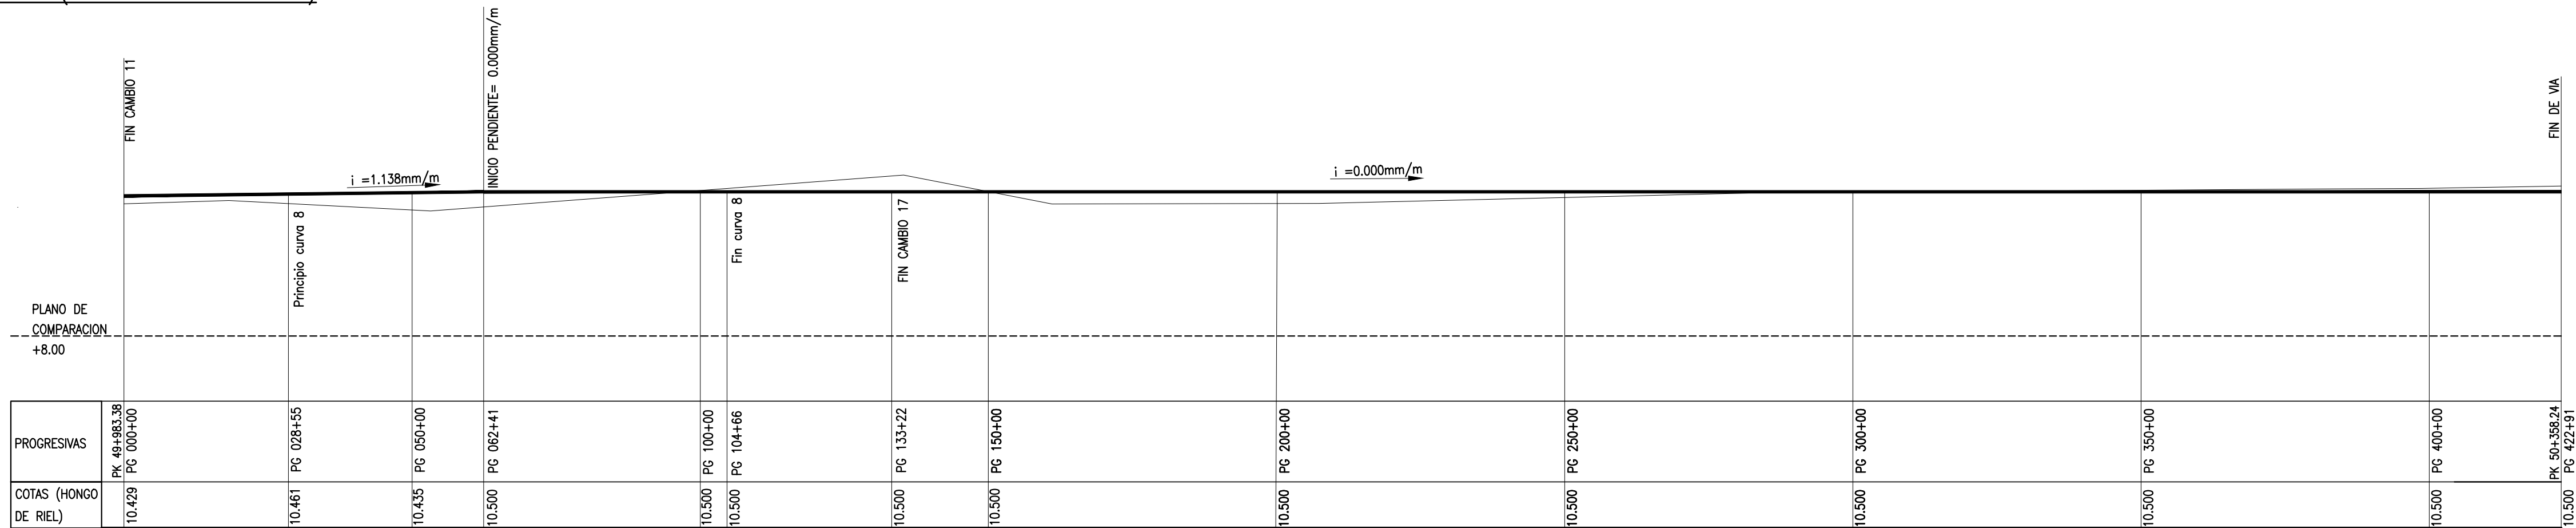 FIN CAMBIO 11
INICIO PENDIENTE= 0.000mm/m
FIN DE VIA
i =1.138mm/m
i =0.000mm/m
Principio curva 8
Fin curva 8
FIN CAMBIO 17
PLANO DE
COMPARACION
+8.00
PROGRESIVAS
PK 49+983.38
PG 000+00
PG 028+55
PG 050+00
PG 062+41
PG 100+00
PG 104+66
PG 133+22
PG 150+00
PG 200+00
PG 250+00
PG 300+00
PG 350+00
PG 400+00
PK 50+358.24
PG 422+91
COTAS (HONGO
DE RIEL)
10.429
10.461
10.435
10.500
10.500
10.500
10.500
10.500
10.500
10.500
10.500
10.500
10.500
10.500